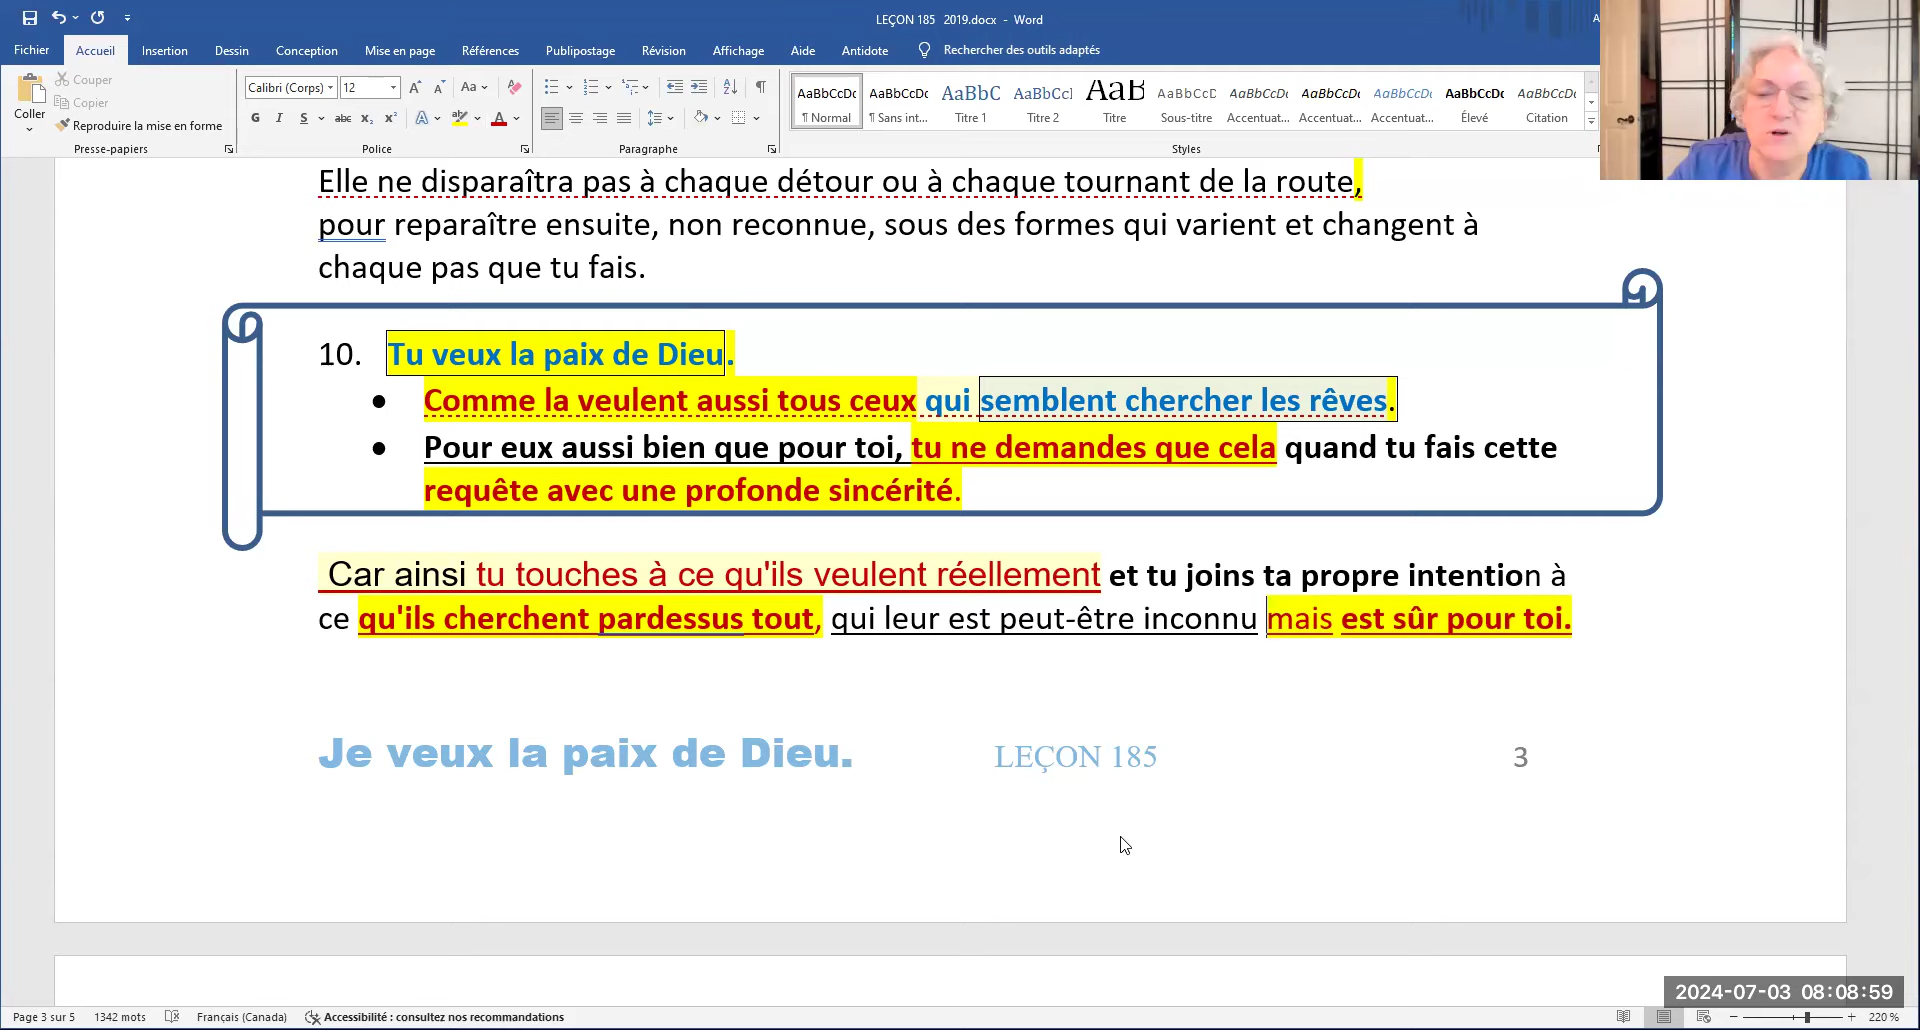 LEÇON 185 2019.docx - Word
Fichier Accueil Insertion Dessin Conception Mise en page Références Publipostage Révision Affichage Aide Antidote Rechercher des outils adaptés
Coller
Couper
Copier
Reproduire la mise en forme
Presse-papiers
Calibri (Corps) 12
G I S abc x₂ x²
Police
Paragraphe
AaBbCcDc AaBbCcDc AaBbC AaBbCcI AaB AaBbCcD AaBbCcDc AaBbCcDc AaBbCcDc AaBbCcDc AaBbCcDc
¶ Normal ¶ Sans int... Titre 1 Titre 2 Titre Sous-titre Accentuat... Accentuat... Accentuat... Élevé Citation
Styles
Elle ne disparaîtra pas à chaque détour ou à chaque tournant de la route,
pour reparaître ensuite, non reconnue, sous des formes qui varient et changent à
chaque pas que tu fais.
10. Tu veux la paix de Dieu.
• Comme la veulent aussi tous ceux qui semblent chercher les rêves.
• Pour eux aussi bien que pour toi, tu ne demandes que cela quand tu fais cette
requête avec une profonde sincérité.
Car ainsi tu touches à ce qu'ils veulent réellement et tu joins ta propre intention à
ce qu'ils cherchent pardessus tout, qui leur est peut-être inconnu mais est sûr pour toi.
Je veux la paix de Dieu. LEÇON 185 3
2024-07-03 08:08:59
Page 3 sur 5 1342 mots Français (Canada) Accessibilité : consultez nos recommandations 220 %